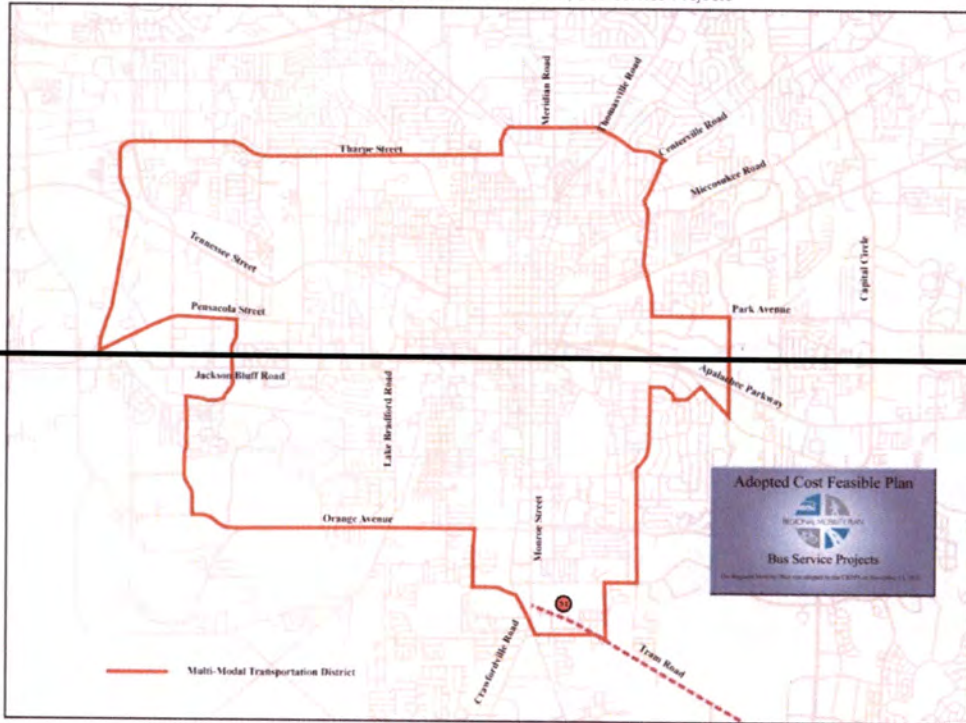 Meridian Road
Thomasville Road
Centerville Road
Tharpe Street
Miccosukee Road
Tennessee Street
Capital Circle
Pensacola Street
Park Avenue
Jackson Bluff Road
Apalachee Parkway
Lake Bradford Road
Adopted Cost Feasible Plan
REGIONAL MOBILITY PLAN
Orange Avenue
Monroe Street
Bus Service Projects
Crawfordville Road
Tram Road
Multi-Modal Transportation District